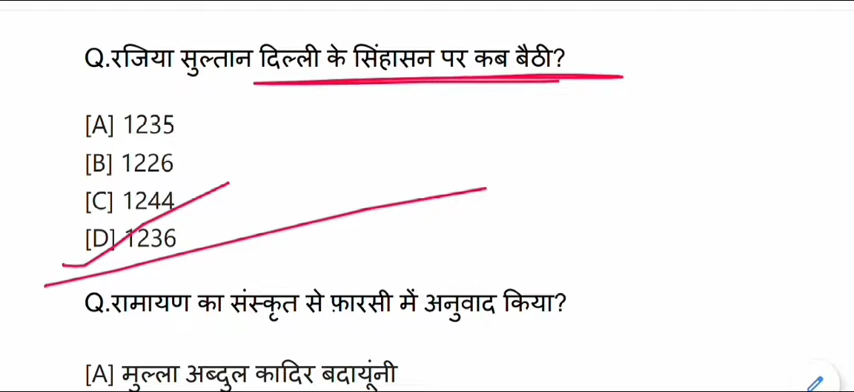 Q.रजिया सुल्तान दिल्ली के सिंहासन पर कब बैठी?
[A] 1235
[B] 1226
[C] 1244
[D] 1236
Q.रामायण का संस्कृत से फ़ारसी में अनुवाद किया?
[A] मुल्ला अब्दुल कादिर बदायूंनी